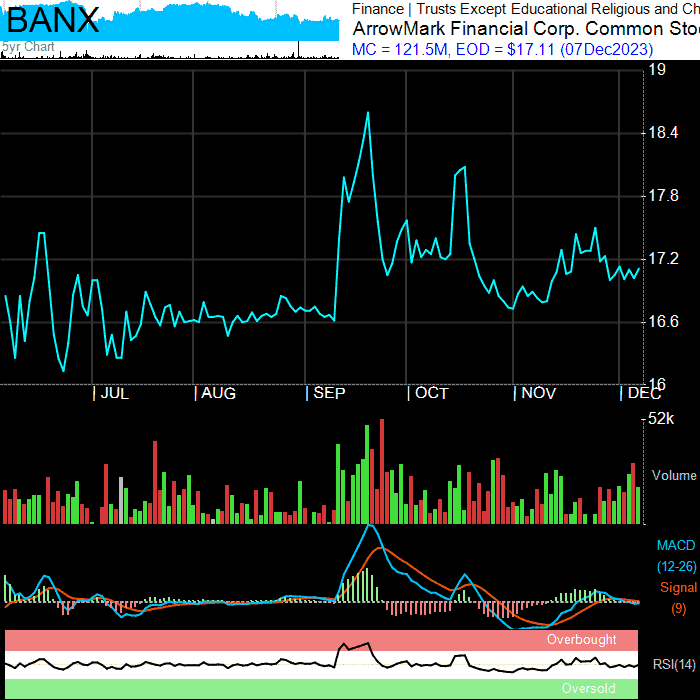 BANX
5yr Chart
Finance | Trusts Except Educational Religious and Ch
ArrowMark Financial Corp. Common Sto
MC = 121.5M, EOD = $17.11 (07Dec2023)
19
18.4
17.8
17.2
16.6
16
| JUL | AUG | SEP | OCT | NOV | DEC
52k
Volume
MACD
(12-26)
Signal
(9)
Overbought
RSI(14)
Oversold